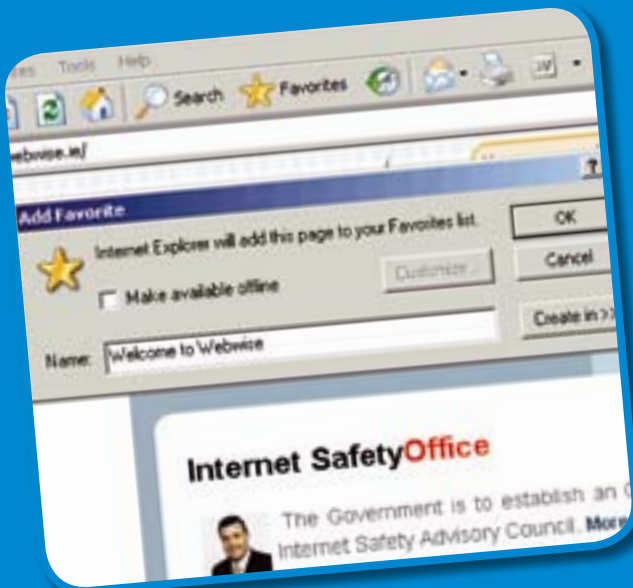 Tools Help
Search Favorites
ebwise.ie/
Add Favorite
?
Internet Explorer will add this page to your Favorites list.
OK
Make available offline
Customize...
Cancel
Name: Welcome to Webwise
Create in >>
Internet SafetyOffice
The Government is to establish an
Internet Safety Advisory Council. More